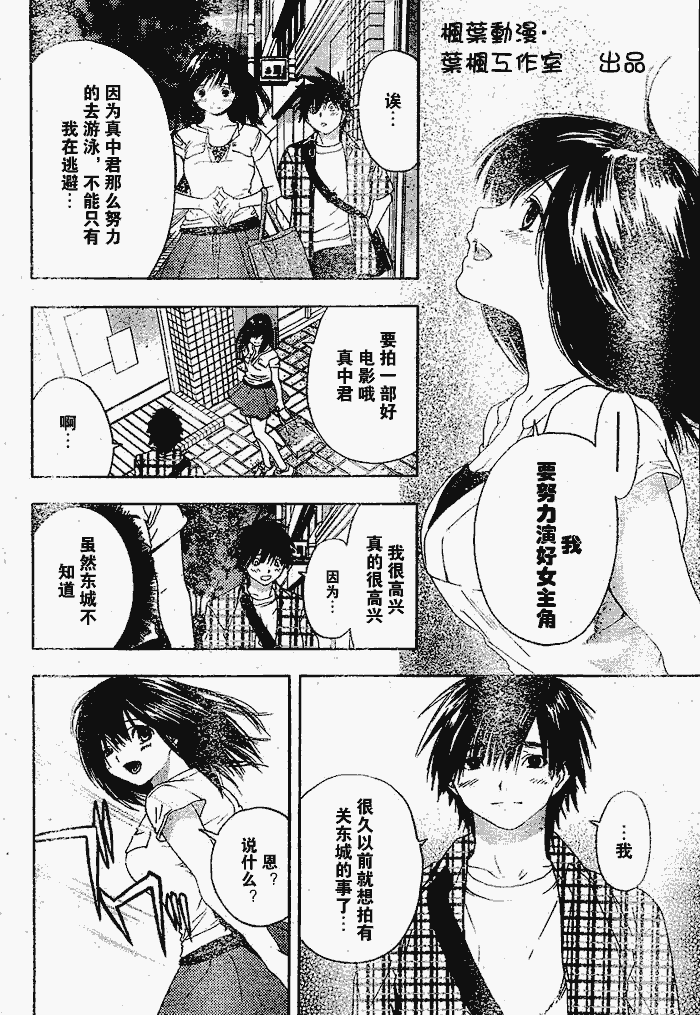 楓葉動漫·
葉楓工作室 出品
我
要努力演好女主角
诶…
因为真中君那么努力
的去游泳，不能只有
我在逃避…
要拍一部好
电影哦
真中君
啊…
我很高兴
真的很高兴
因为…
虽然东城不
知道
…我
很久以前就想拍有
关东城的事了…
恩？
说什么？